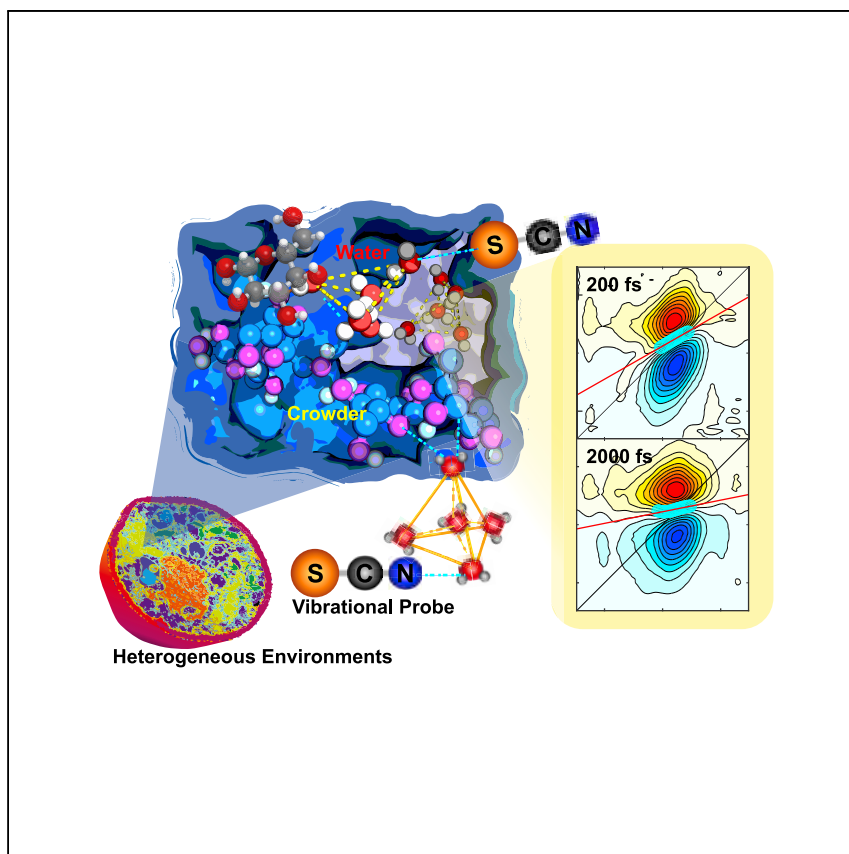 Water
S C N
200 fs
Crowder
2000 fs
S C N
Vibrational Probe
Heterogeneous Environments